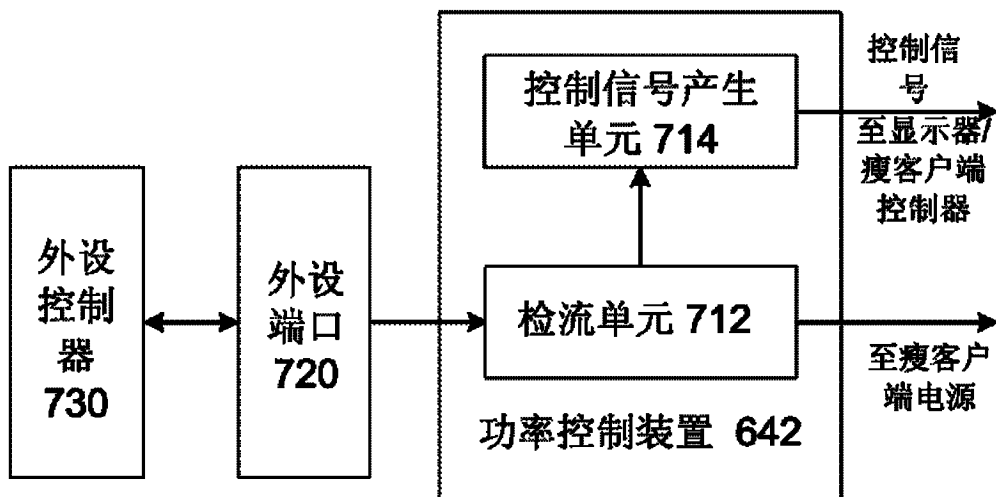 外设
控制
器
730
外设
端口
720
控制信号产生
单元 714
检流单元 712
功率控制装置 642
控制信
号
至显示器/
瘦客户端
控制器
至瘦客户
端电源